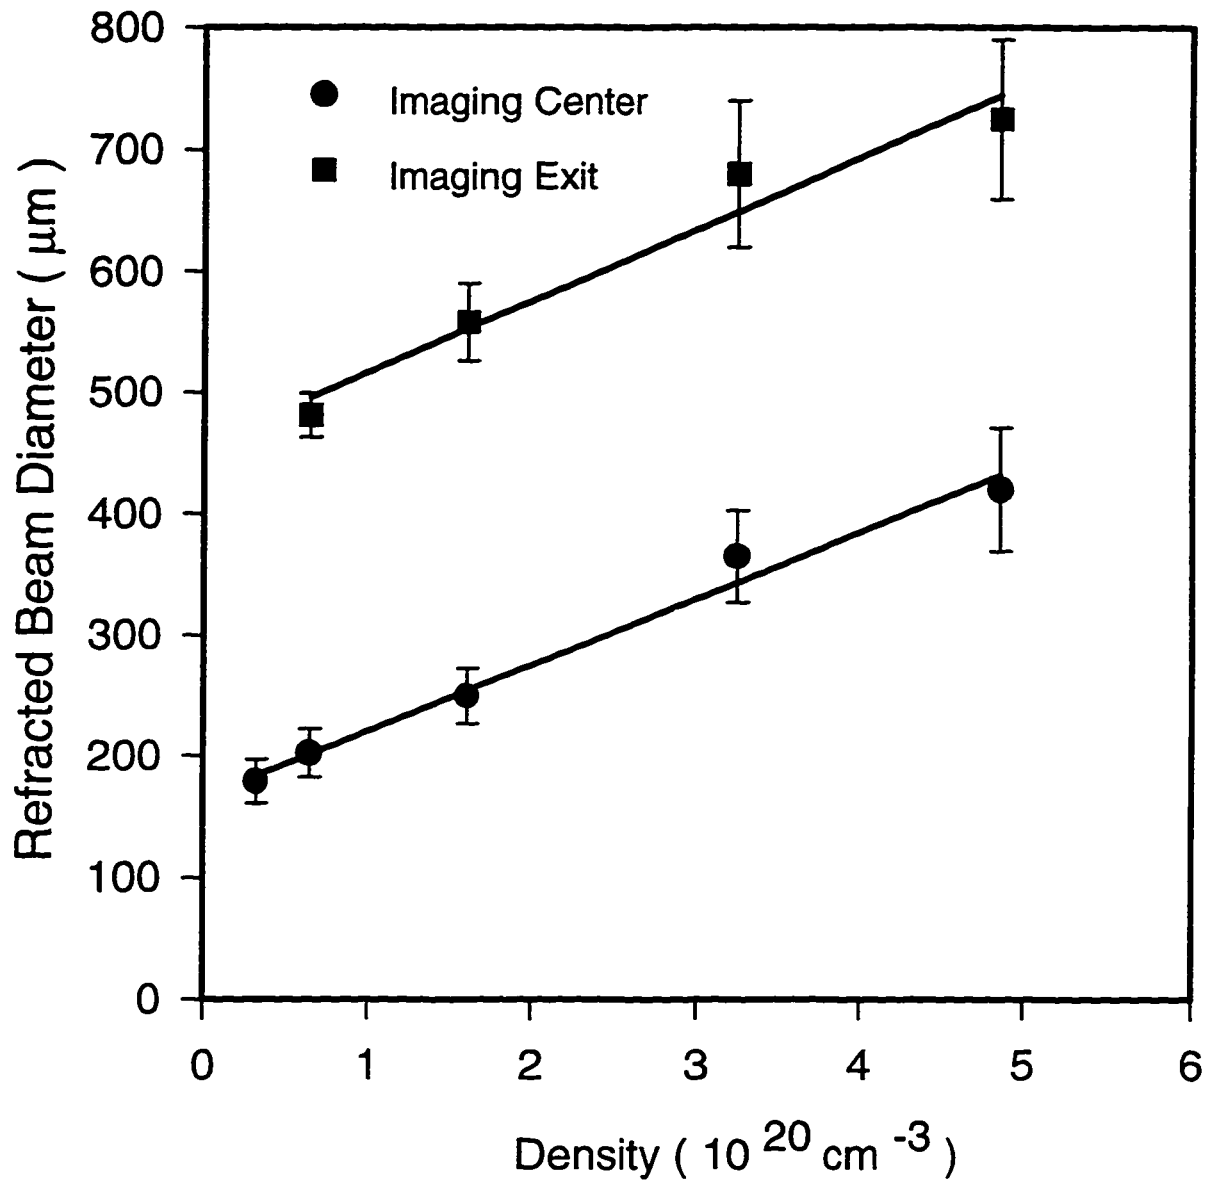 800
700
600
500
400
300
200
100
0
Refracted Beam Diameter ( μm )
Imaging Center
Imaging Exit
0 1 2 3 4 5 6
Density ( 10 20 cm -3 )